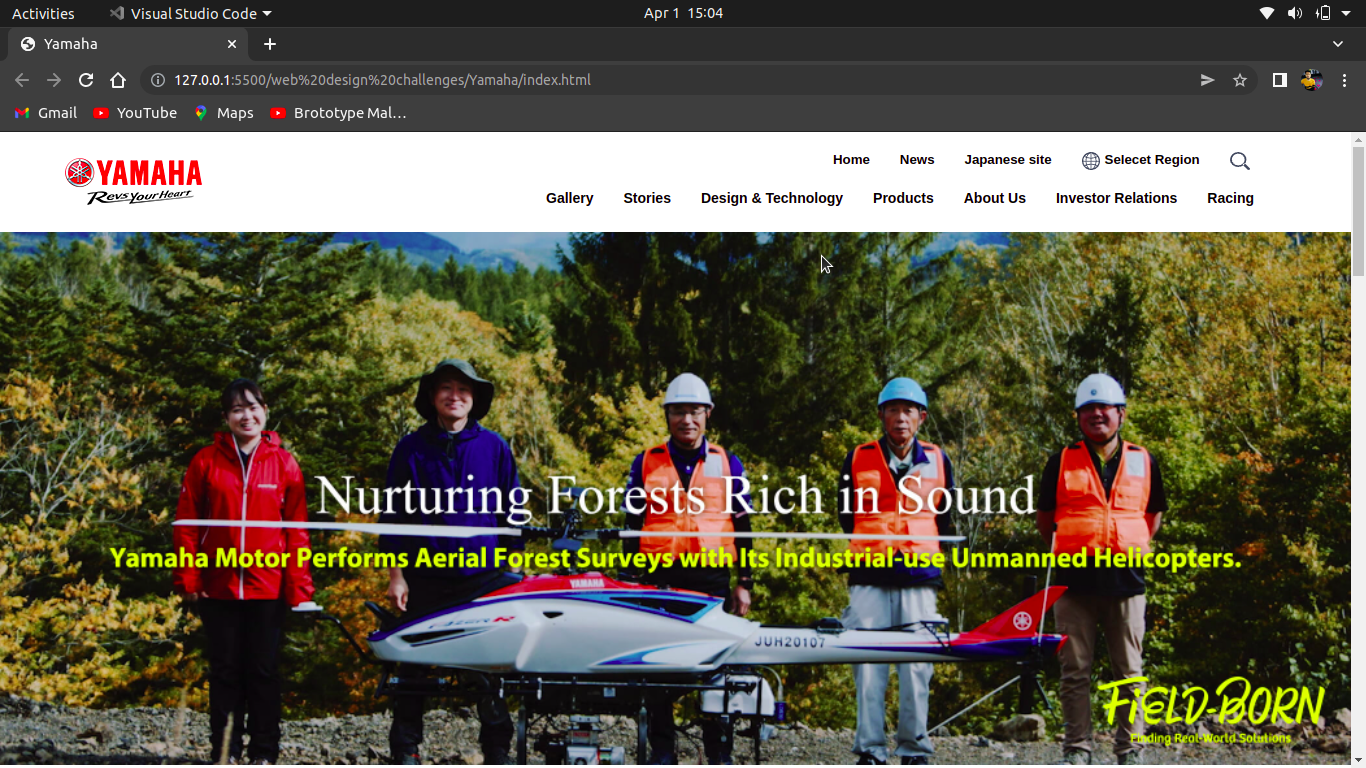 Activities Visual Studio Code Apr 1 15:04
Yamaha
127.0.0.1:5500/web%20design%20challenges/Yamaha/index.html
Gmail YouTube Maps Brototype Mal…
YAMAHA
Revs Your Heart
Home News Japanese site Selecet Region
Gallery Stories Design & Technology Products About Us Investor Relations Racing
Nurturing Forests Rich in Sound
Yamaha Motor Performs Aerial Forest Surveys with Its Industrial-use Unmanned Helicopters.
YAMAHA
JUH20107
FIELD-BORN
Finding Real-World Solutions